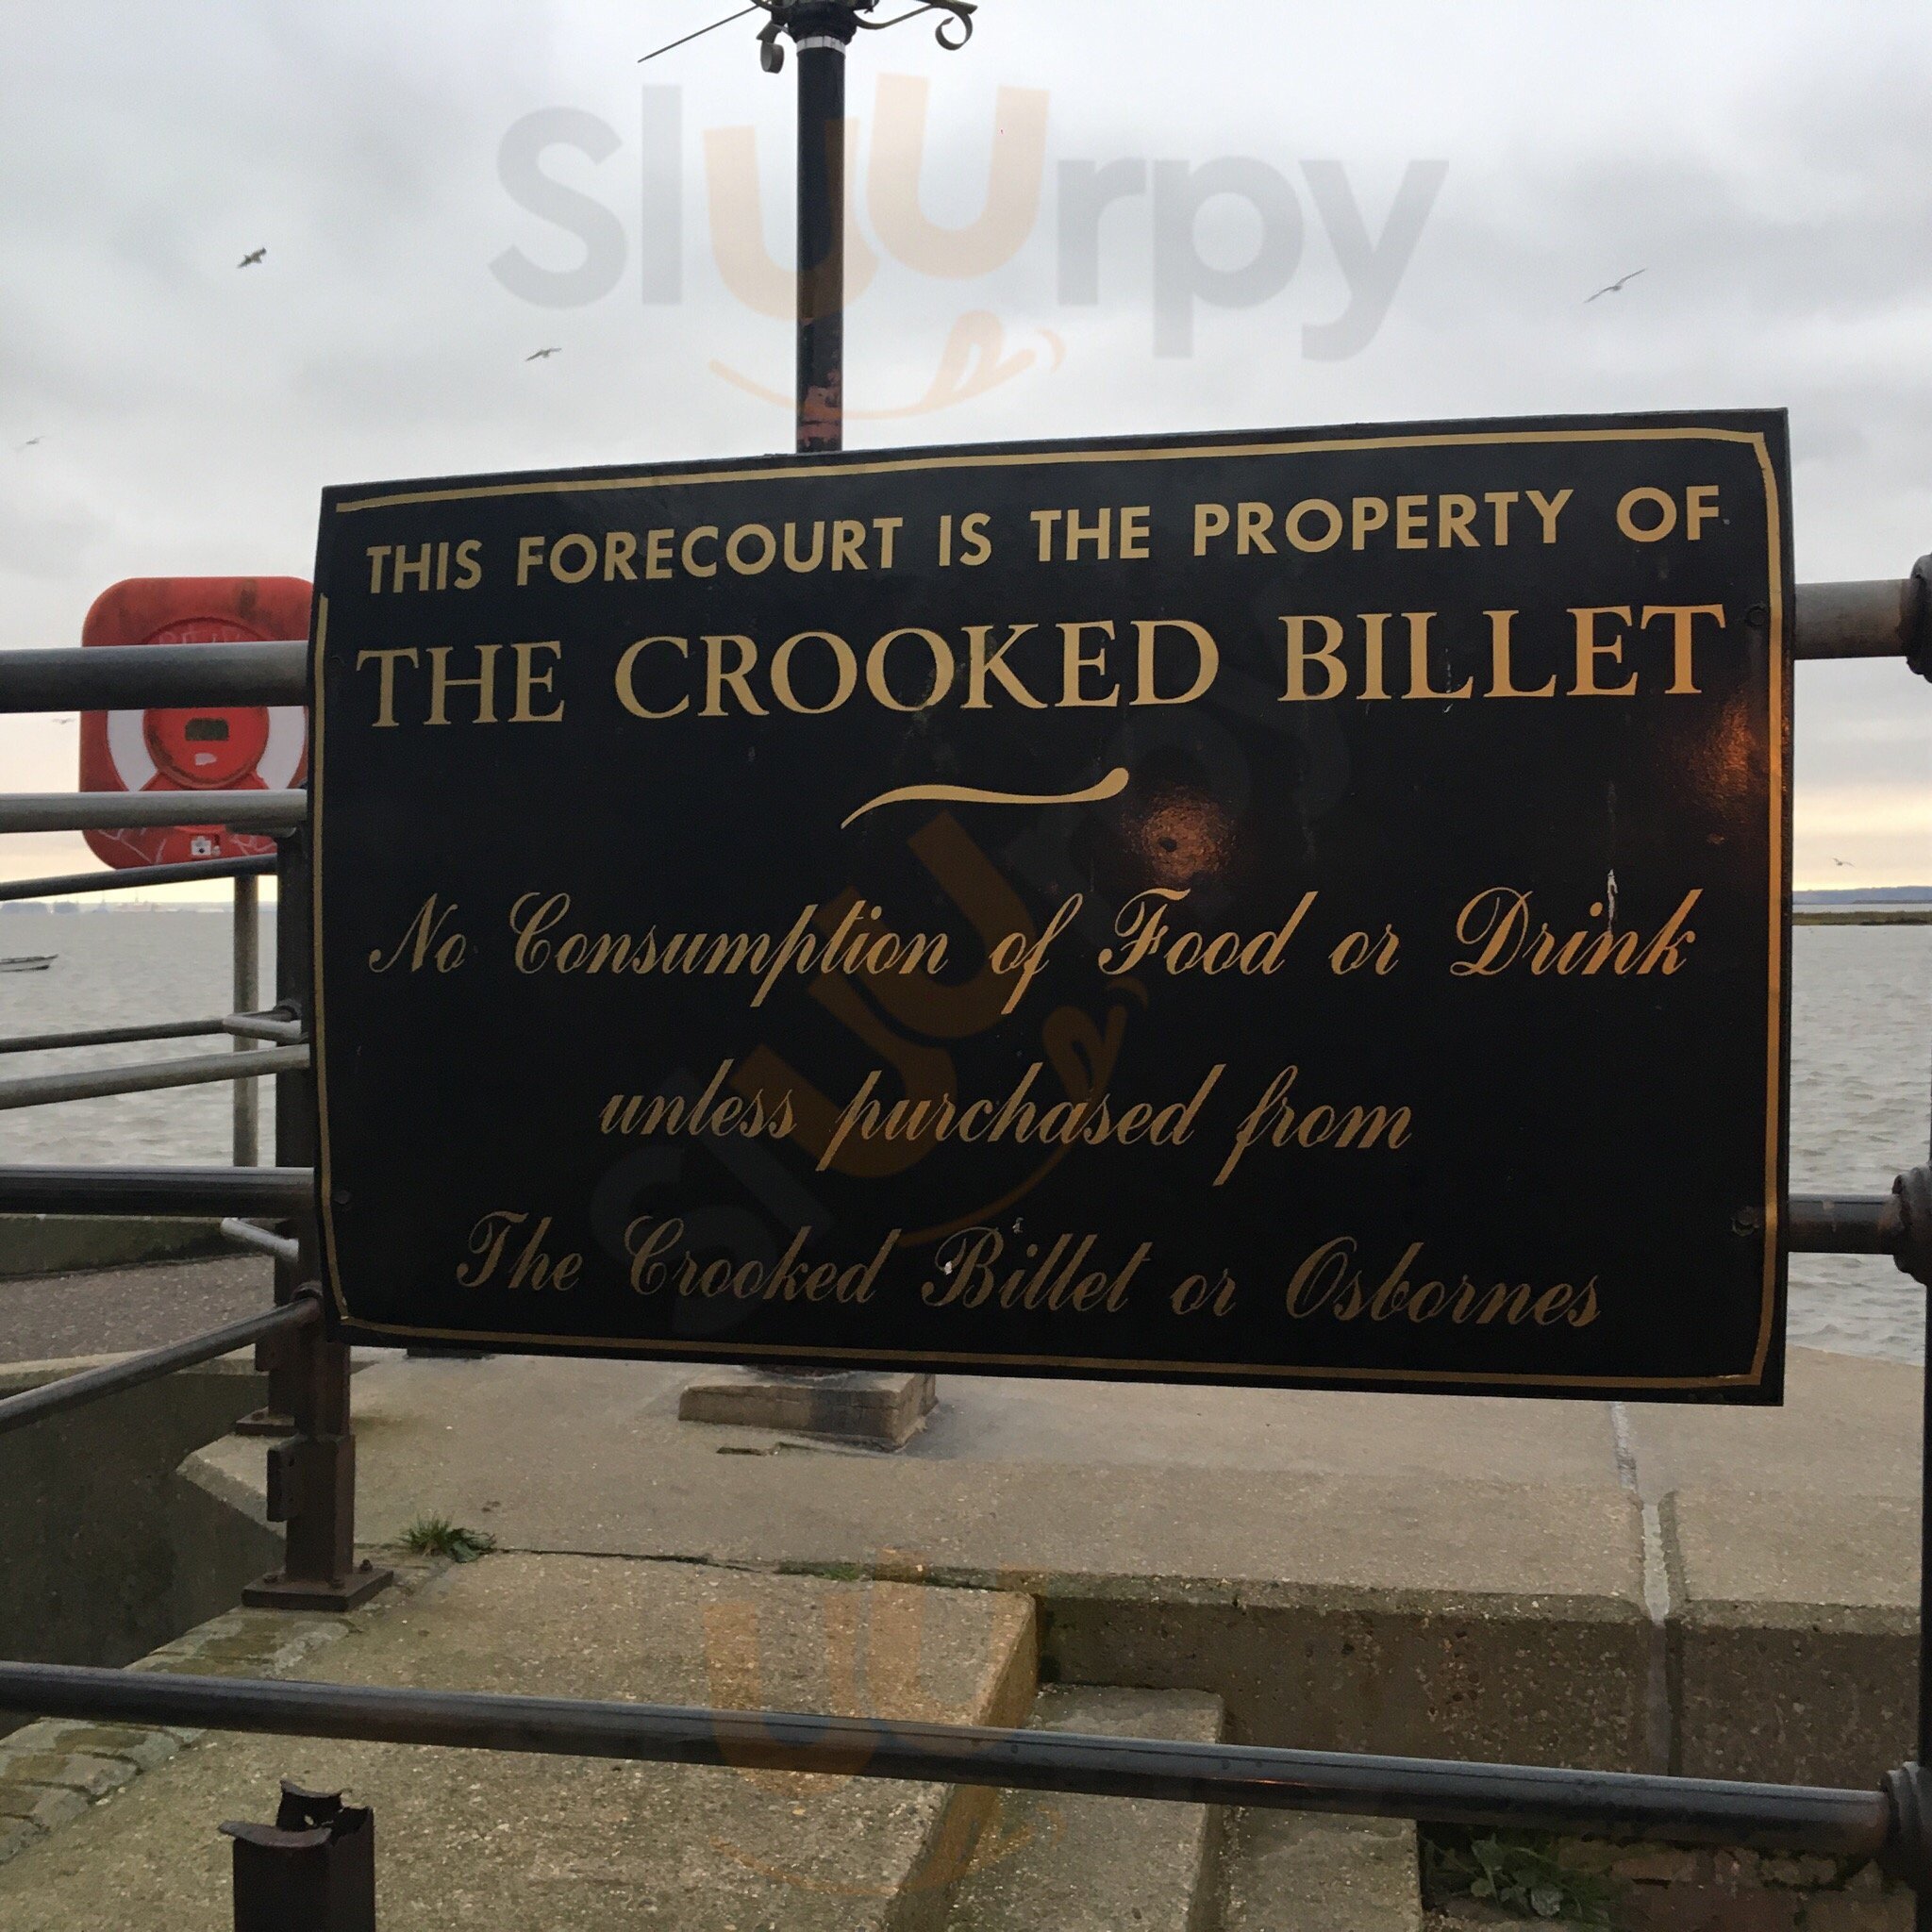 Sluurpy
THIS FORECOURT IS THE PROPERTY OF
THE CROOKED BILLET
No Consumption of Food or Drink
unless purchased from
The Crooked Billet or Osbornes